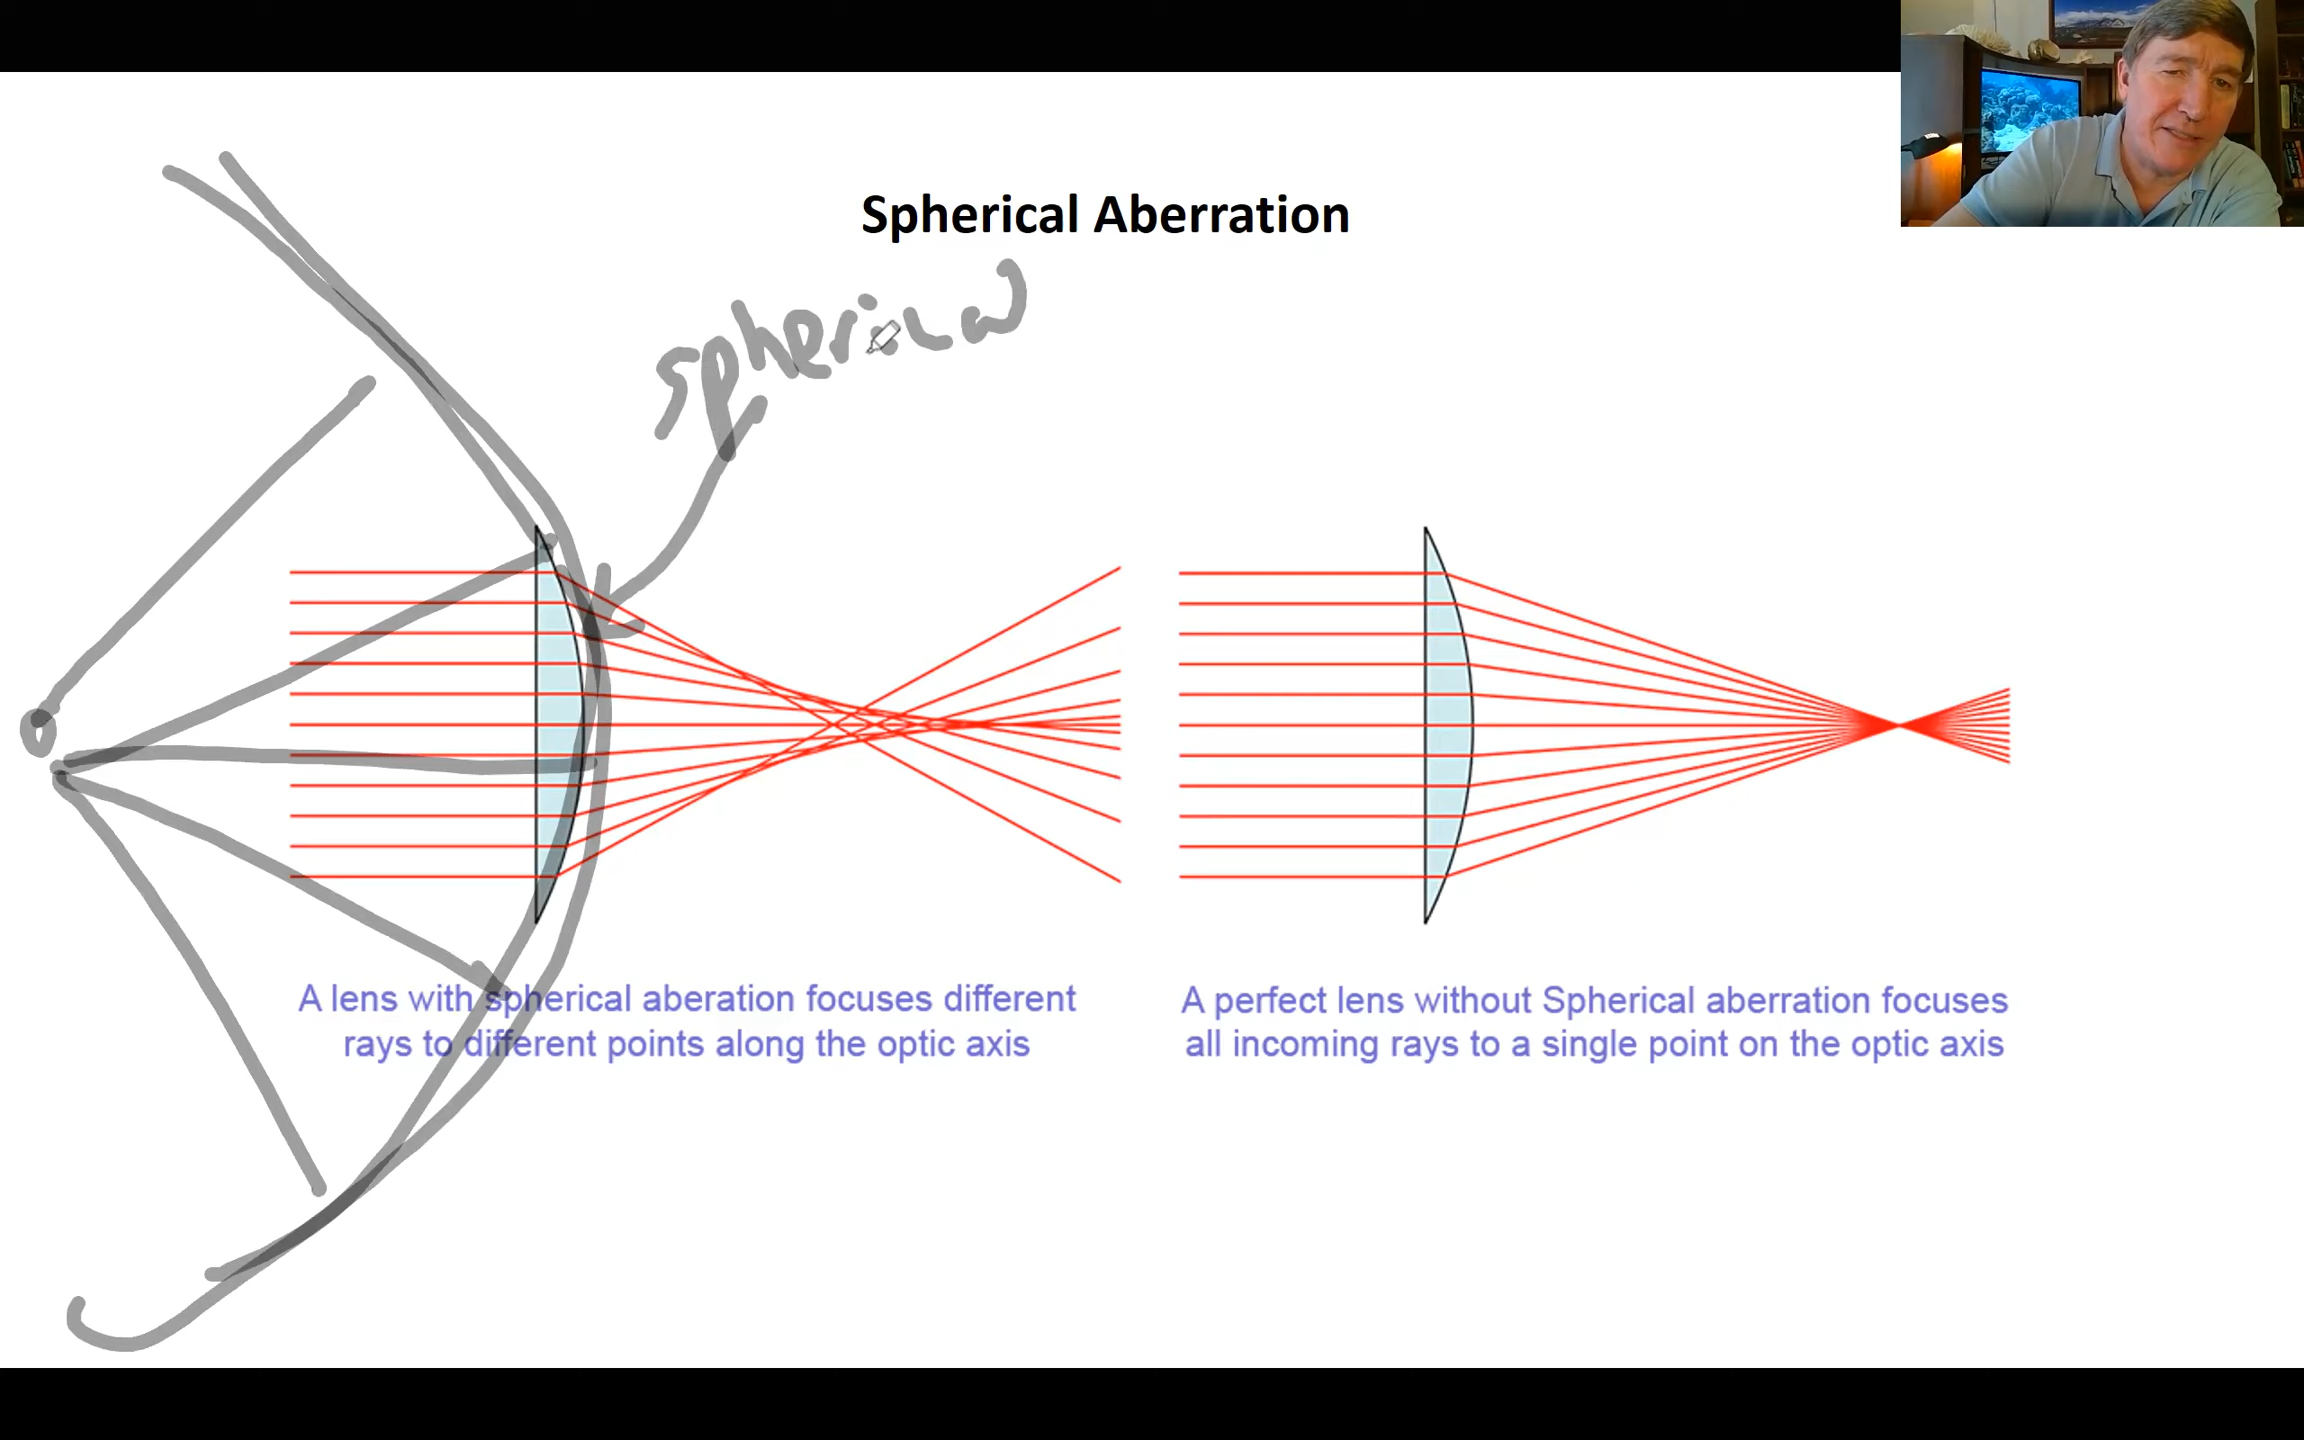 Spherical Aberration
spherical
A lens with spherical aberation focuses different
rays to different points along the optic axis
A perfect lens without Spherical aberration focuses
all incoming rays to a single point on the optic axis